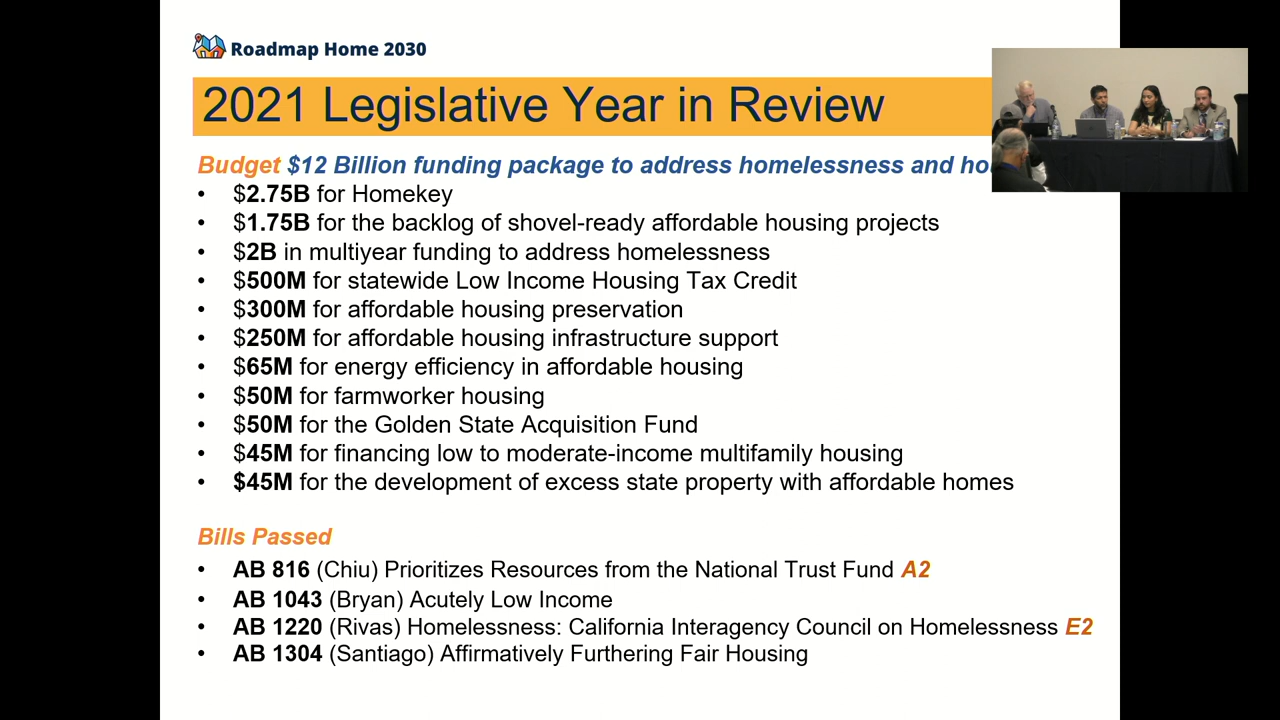 Roadmap Home 2030
2021 Legislative Year in Review
Budget $12 Billion funding package to address homelessness and
• $2.75B for Homekey
• $1.75B for the backlog of shovel-ready affordable housing projects
• $2B in multiyear funding to address homelessness
• $500M for statewide Low Income Housing Tax Credit
• $300M for affordable housing preservation
• $250M for affordable housing infrastructure support
• $65M for energy efficiency in affordable housing
• $50M for farmworker housing
• $50M for the Golden State Acquisition Fund
• $45M for financing low to moderate-income multifamily housing
• $45M for the development of excess state property with affordable homes
Bills Passed
• AB 816 (Chiu) Prioritizes Resources from the National Trust Fund A2
• AB 1043 (Bryan) Acutely Low Income
• AB 1220 (Rivas) Homelessness: California Interagency Council on Homelessness E2
• AB 1304 (Santiago) Affirmatively Furthering Fair Housing